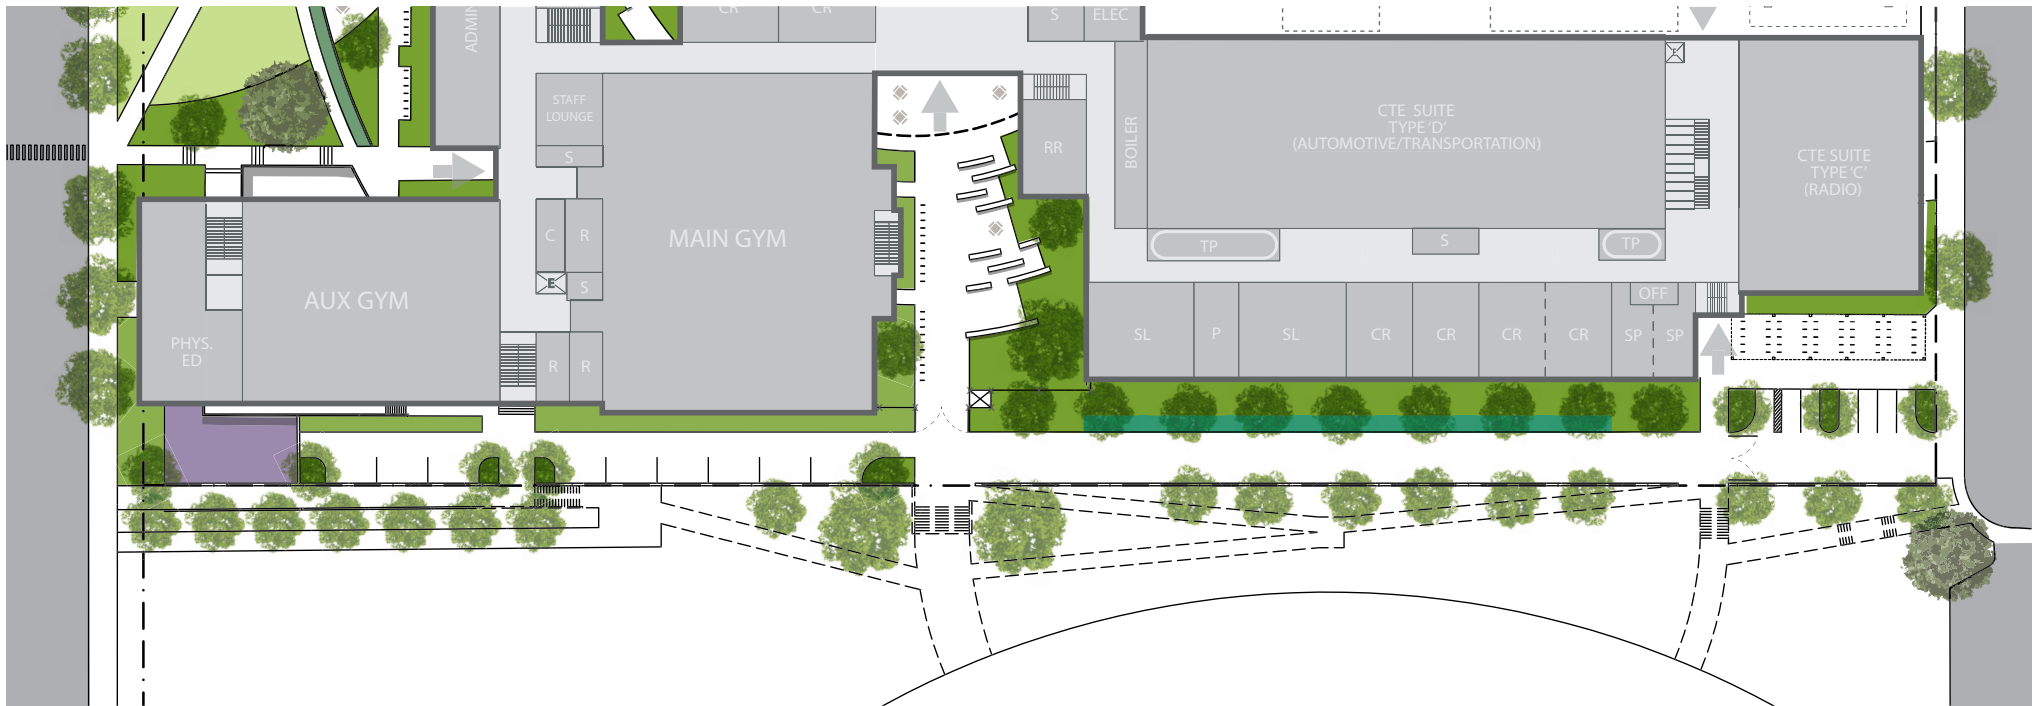 ADMIN
CR
CR
S
ELEC
STAFF
LOUNGE
S
C
R
E
S
MAIN GYM
AUX GYM
PHYS.
ED
R
R
RR
BOILER
CTE SUITE
TYPE 'D'
(AUTOMOTIVE/TRANSPORTATION)
E
CTE SUITE
TYPE 'C'
(RADIO)
TP
S
TP
OFF
SL
P
SL
CR
CR
CR
CR
SP
SP